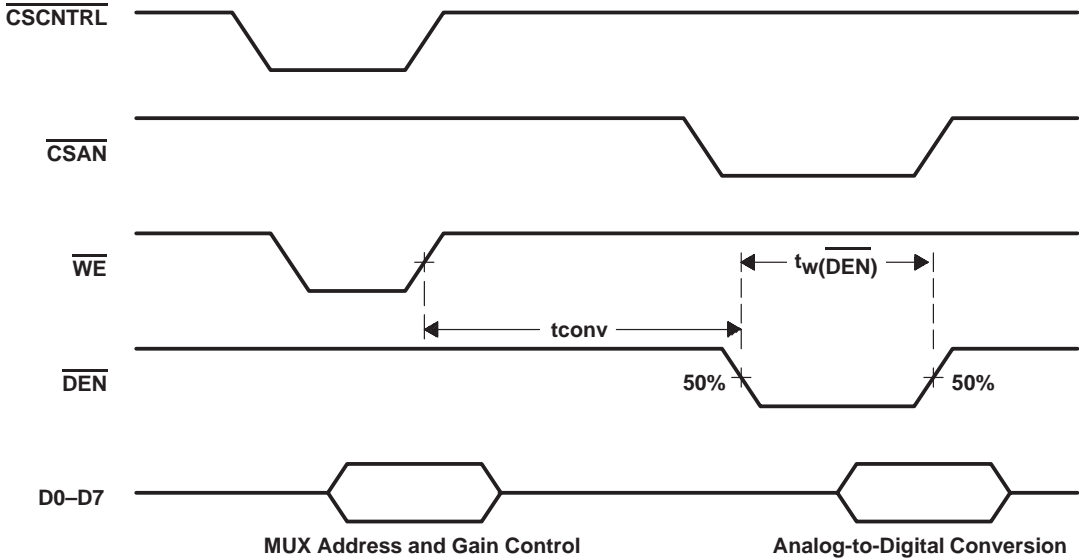 CSCNTRL
CSAN
WE
tw(DEN)
tconv
DEN
50%
50%
D0–D7
MUX Address and Gain Control
Analog-to-Digital Conversion